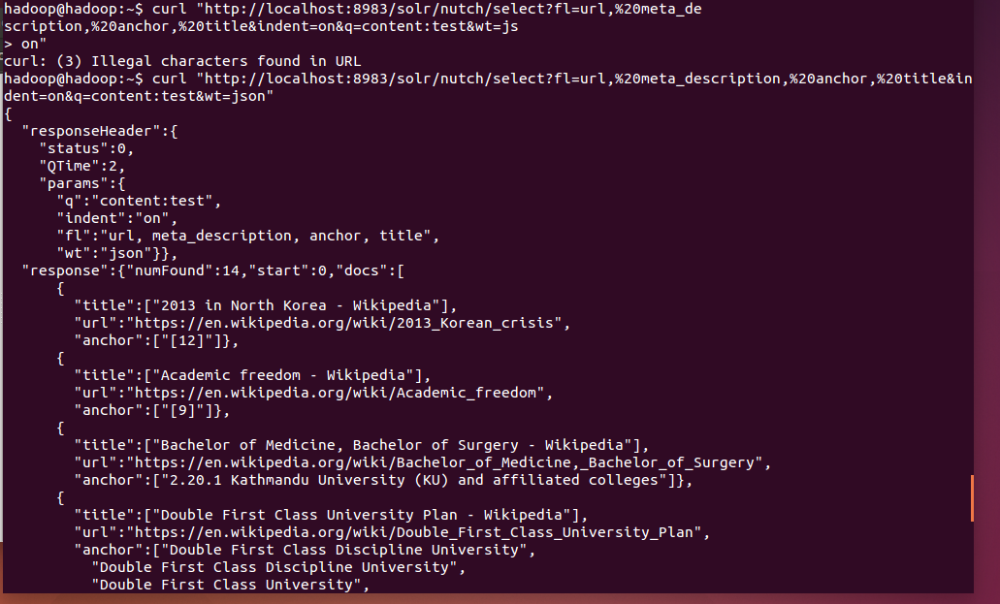 hadoop@hadoop:~$ curl "http://localhost:8983/solr/nutch/select?fl=url,%20meta_de
scription,%20anchor,%20title&indent=on&q=content:test&wt=js
> on"
curl: (3) Illegal characters found in URL
hadoop@hadoop:~$ curl "http://localhost:8983/solr/nutch/select?fl=url,%20meta_description,%20anchor,%20title&in
dent=on&q=content:test&wt=json"
{
  "responseHeader":{
    "status":0,
    "QTime":2,
    "params":{
      "q":"content:test",
      "indent":"on",
      "fl":"url, meta_description, anchor, title",
      "wt":"json"}},
  "response":{"numFound":14,"start":0,"docs":[
      {
        "title":["2013 in North Korea - Wikipedia"],
        "url":"https://en.wikipedia.org/wiki/2013_Korean_crisis",
        "anchor":["[12]"]},
      {
        "title":["Academic freedom - Wikipedia"],
        "url":"https://en.wikipedia.org/wiki/Academic_freedom",
        "anchor":["[9]"]},
      {
        "title":["Bachelor of Medicine, Bachelor of Surgery - Wikipedia"],
        "url":"https://en.wikipedia.org/wiki/Bachelor_of_Medicine,_Bachelor_of_Surgery",
        "anchor":["2.20.1 Kathmandu University (KU) and affiliated colleges"]},
      {
        "title":["Double First Class University Plan - Wikipedia"],
        "url":"https://en.wikipedia.org/wiki/Double_First_Class_University_Plan",
        "anchor":["Double First Class Discipline University",
          "Double First Class Discipline University",
          "Double First Class University",